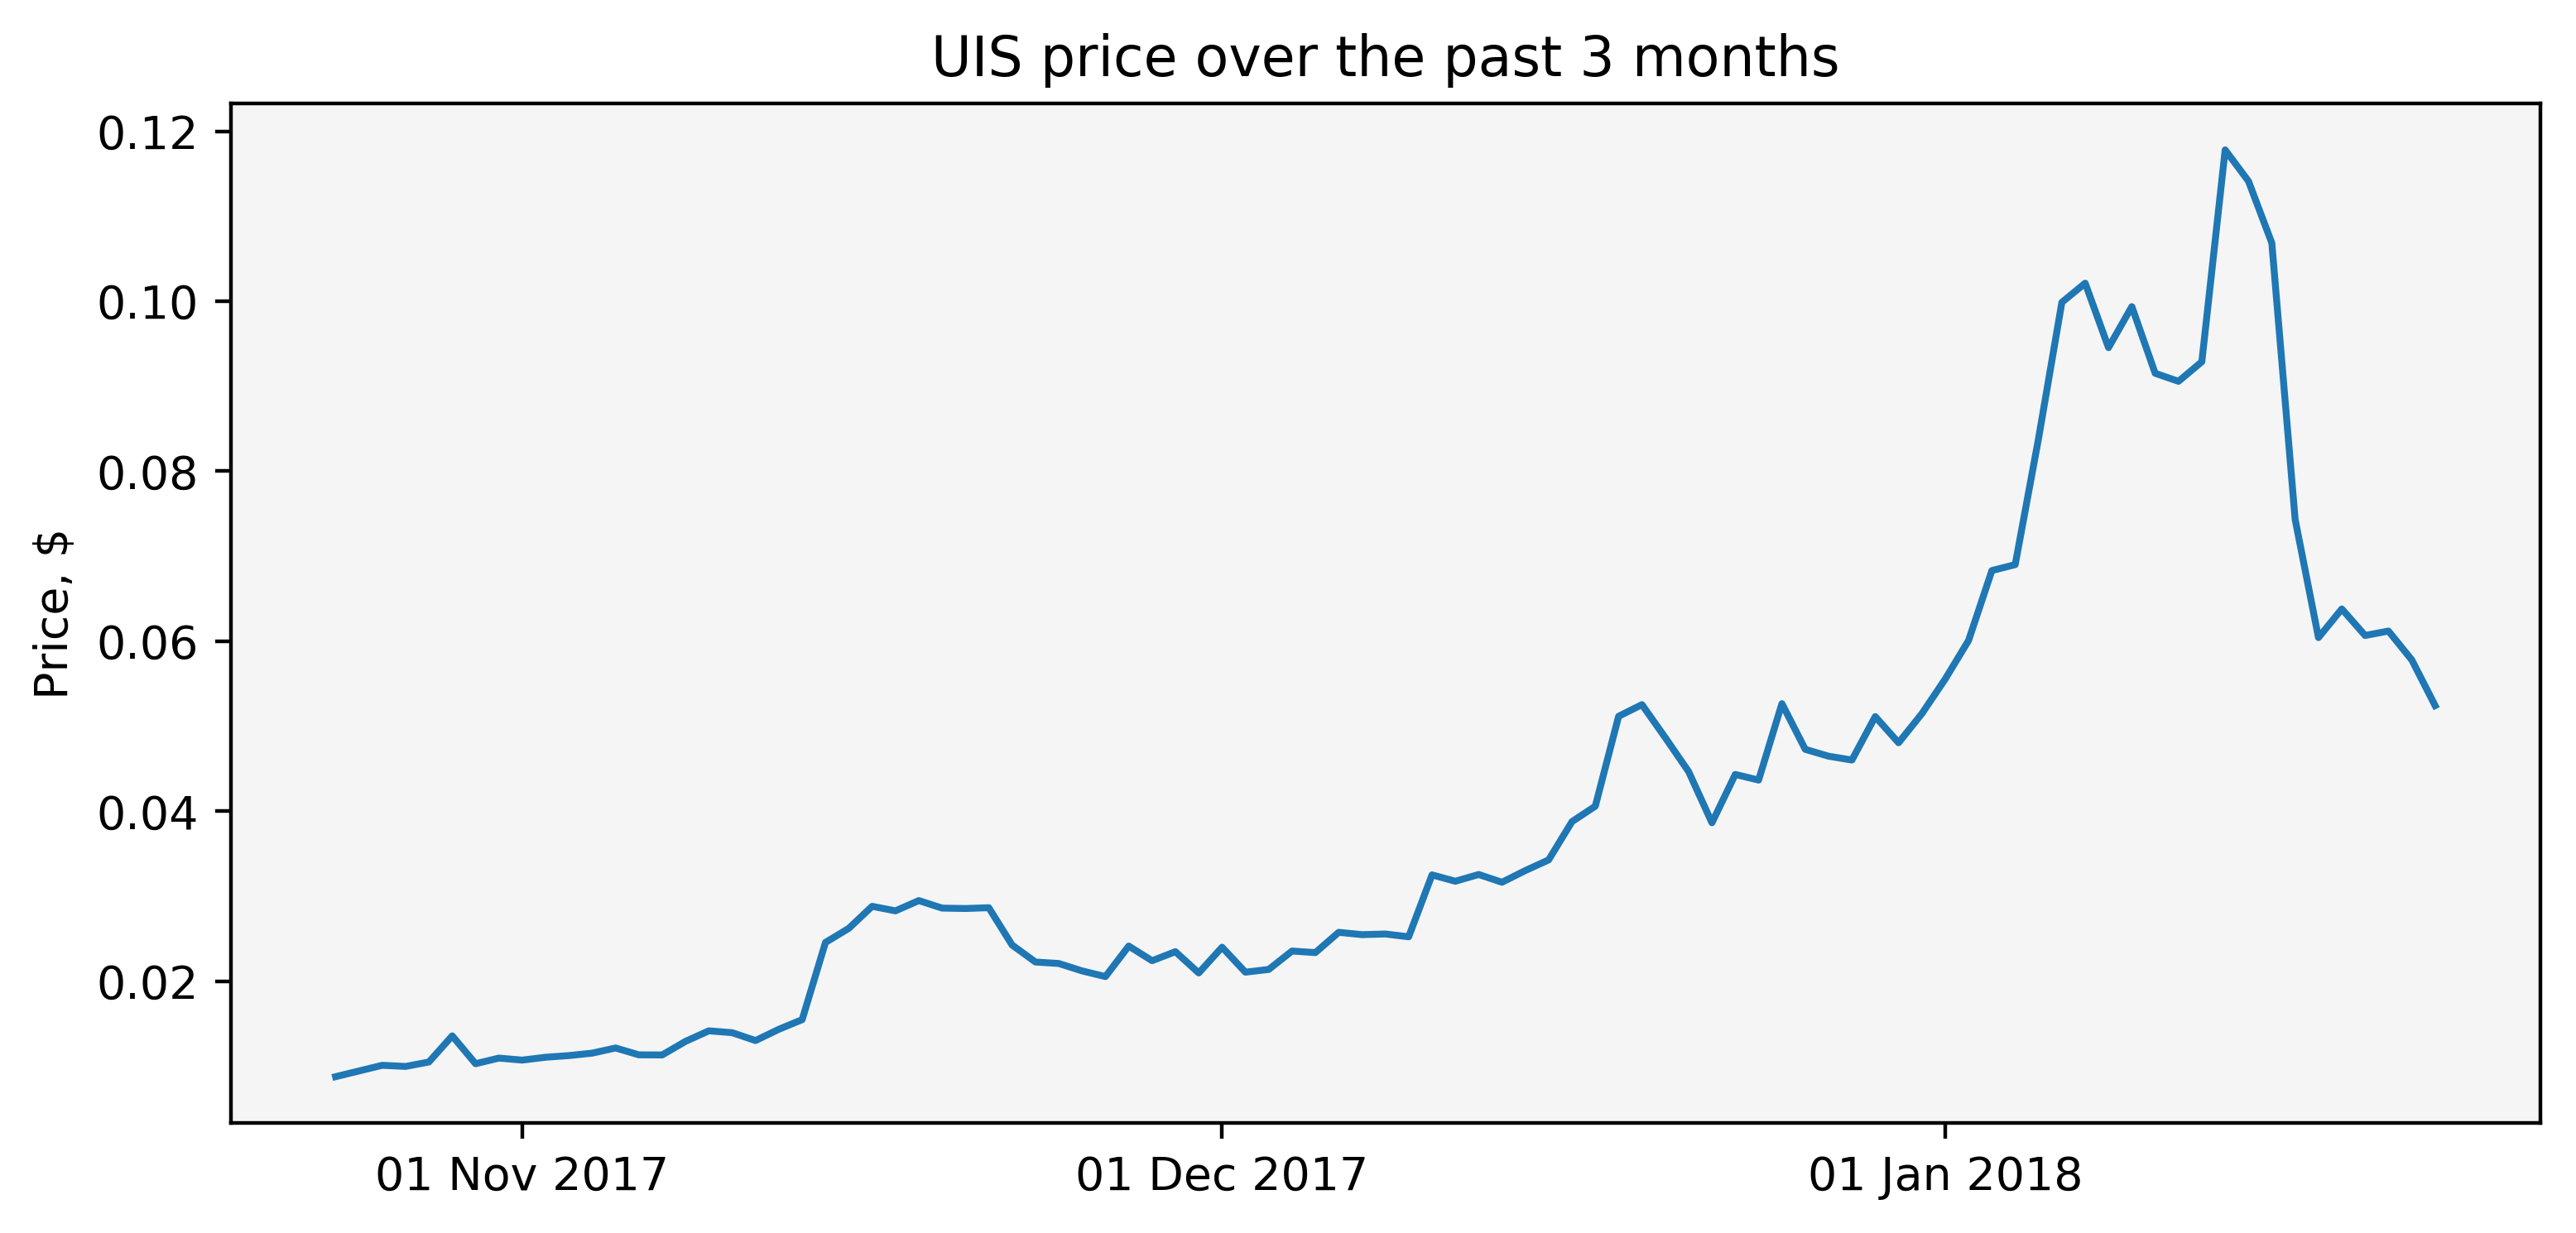 UIS price over the past 3 months
Price, $
0.12
0.10
0.08
0.06
0.04
0.02
01 Nov 2017
01 Dec 2017
01 Jan 2018